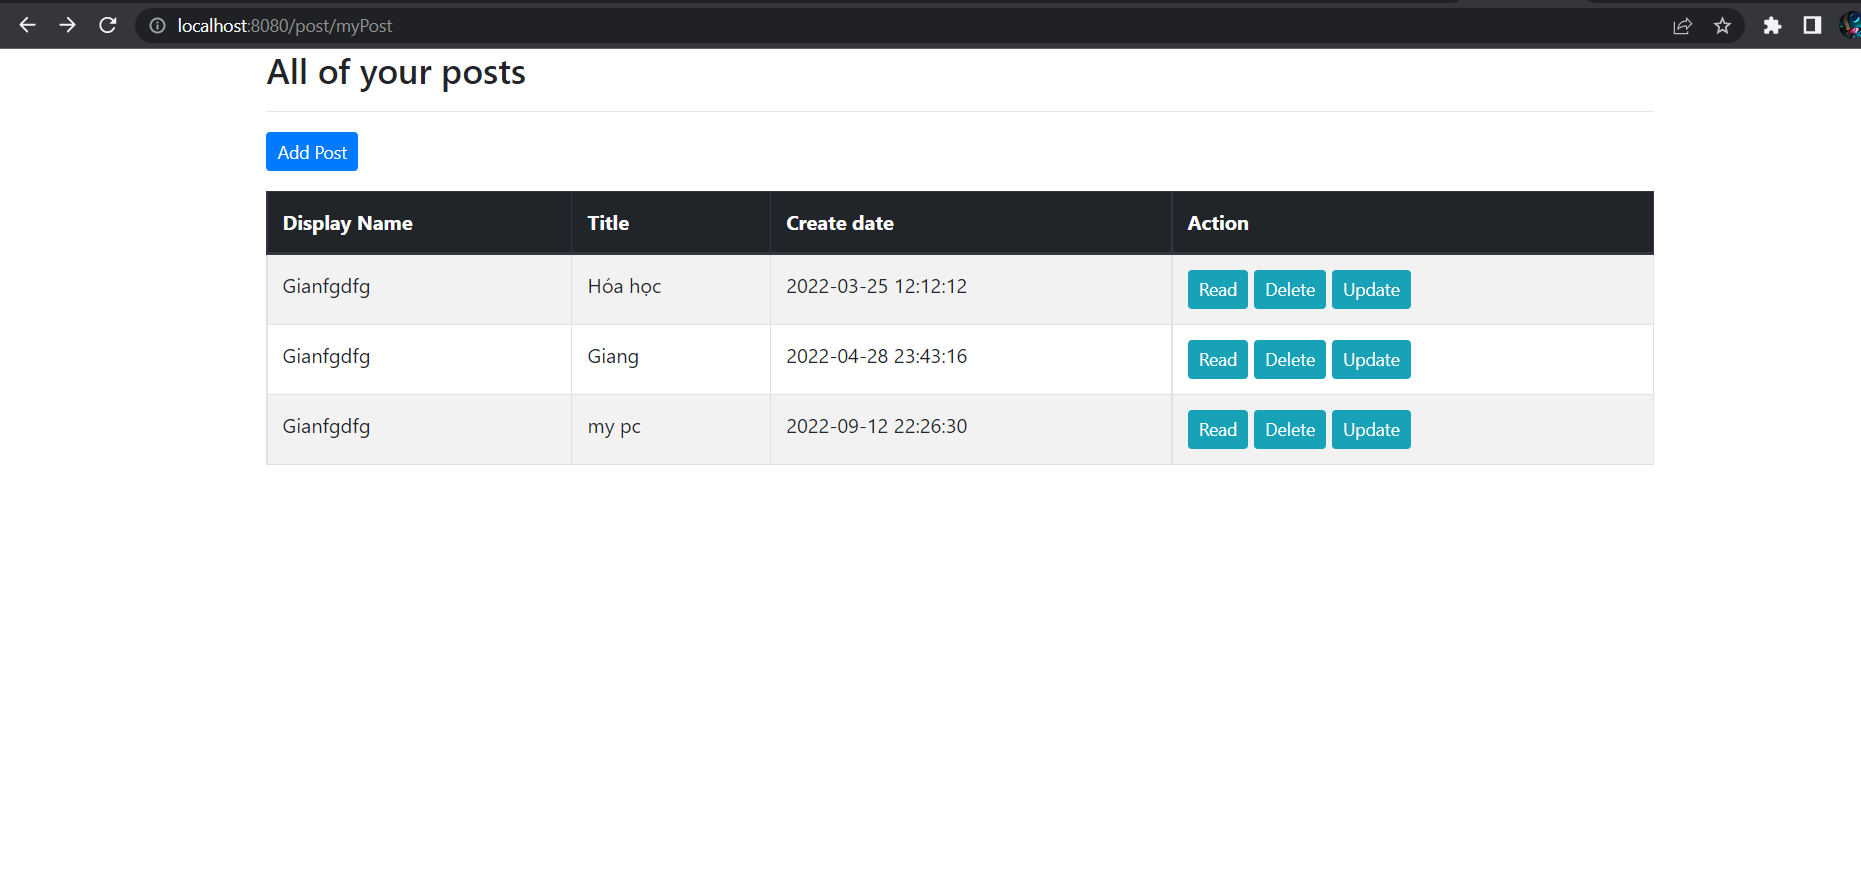 localhost:8080/post/myPost
All of your posts
Add Post
Display Name Title Create date Action
Gianfgdfg Hóa học 2022-03-25 12:12:12 Read Delete Update
Gianfgdfg Giang 2022-04-28 23:43:16 Read Delete Update
Gianfgdfg my pc 2022-09-12 22:26:30 Read Delete Update